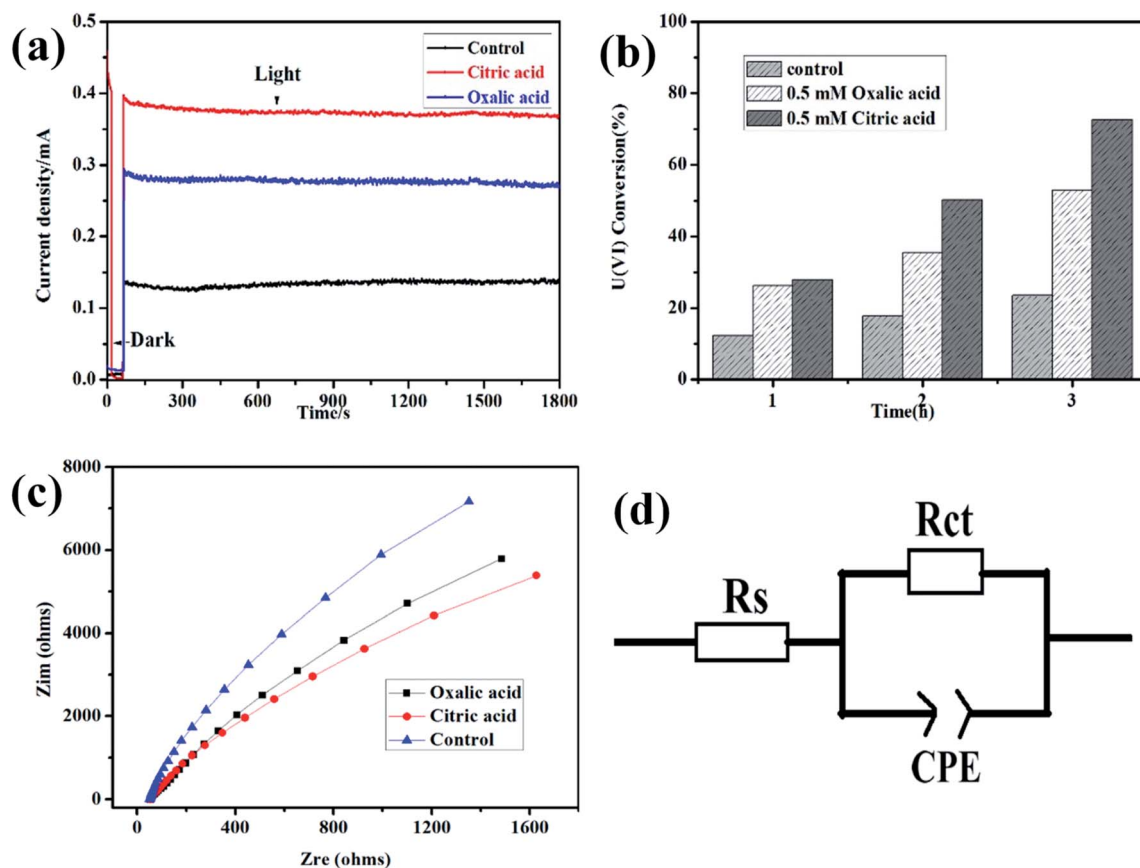 (a)
0.5
0.4
0.3
0.2
0.1
0.0
Current density/mA
Control
Citric acid
Oxalic acid
Light
Dark
0
300
600
900
1200
1500
1800
Time/s
(b)
100
80
60
40
20
0
U(VI) Conversion(%)
control
0.5 mM Oxalic acid
0.5 mM Citric acid
1
2
3
Time(h)
(c)
8000
6000
4000
2000
0
Zim (ohms)
Oxalic acid
Citric acid
Control
0
400
800
1200
1600
Zre (ohms)
(d)
Rct
Rs
CPE